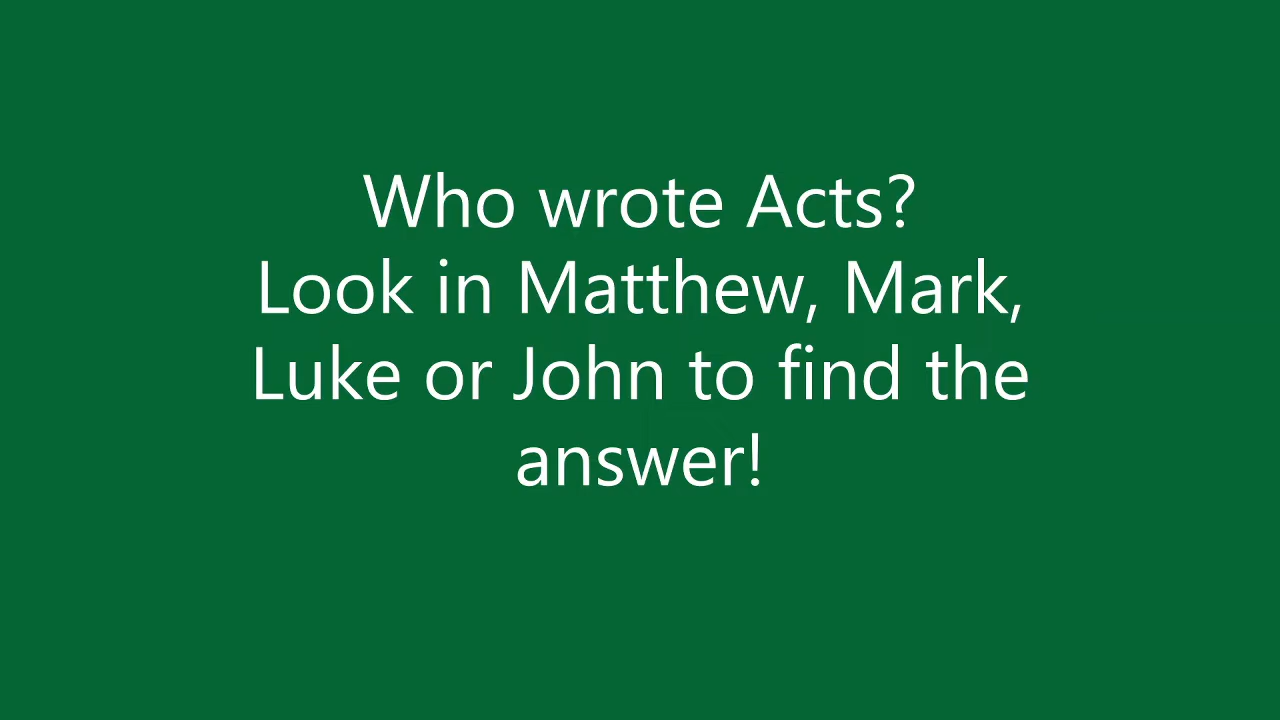 Who wrote Acts?
Look in Matthew, Mark,
Luke or John to find the
answer!